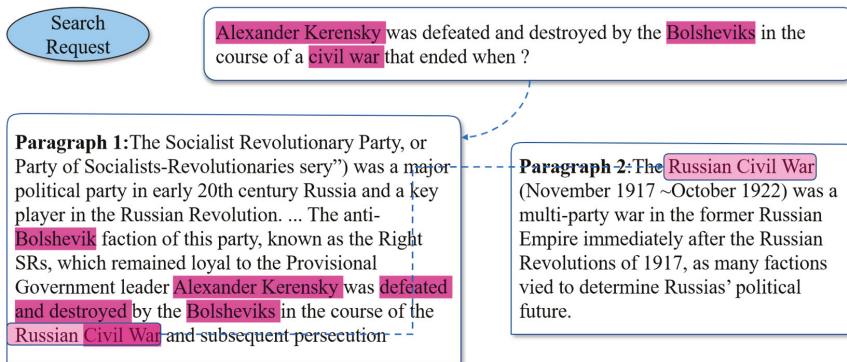 Search
Request
Alexander Kerensky was defeated and destroyed by the Bolsheviks in the
course of a civil war that ended when ?
Paragraph 1:The Socialist Revolutionary Party, or
Party of Socialists-Revolutionaries sery”) was a major
political party in early 20th century Russia and a key
player in the Russian Revolution. ... The anti-
Bolshevik faction of this party, known as the Right
SRs, which remained loyal to the Provisional
Government leader Alexander Kerensky was defeated
and destroyed by the Bolsheviks in the course of the
Russian Civil War and subsequent persecution
Paragraph 2:The Russian Civil War
(November 1917 ~October 1922) was a
multi-party war in the former Russian
Empire immediately after the Russian
Revolutions of 1917, as many factions
vied to determine Russias’ political
future.